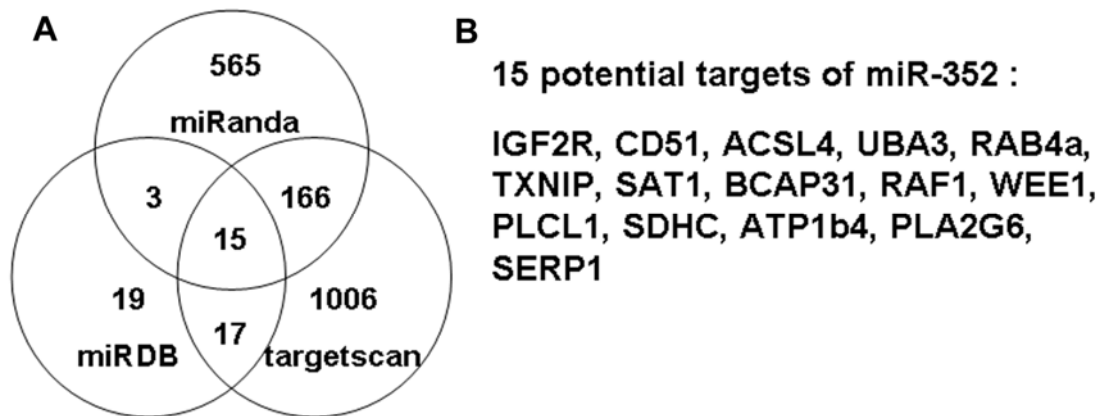 A
565
miRanda
3
166
15
19
1006
17
miRDB
targetscan
B
15 potential targets of miR-352 :
IGF2R, CD51, ACSL4, UBA3, RAB4a,
TXNIP, SAT1, BCAP31, RAF1, WEE1,
PLCL1, SDHC, ATP1b4, PLA2G6,
SERP1